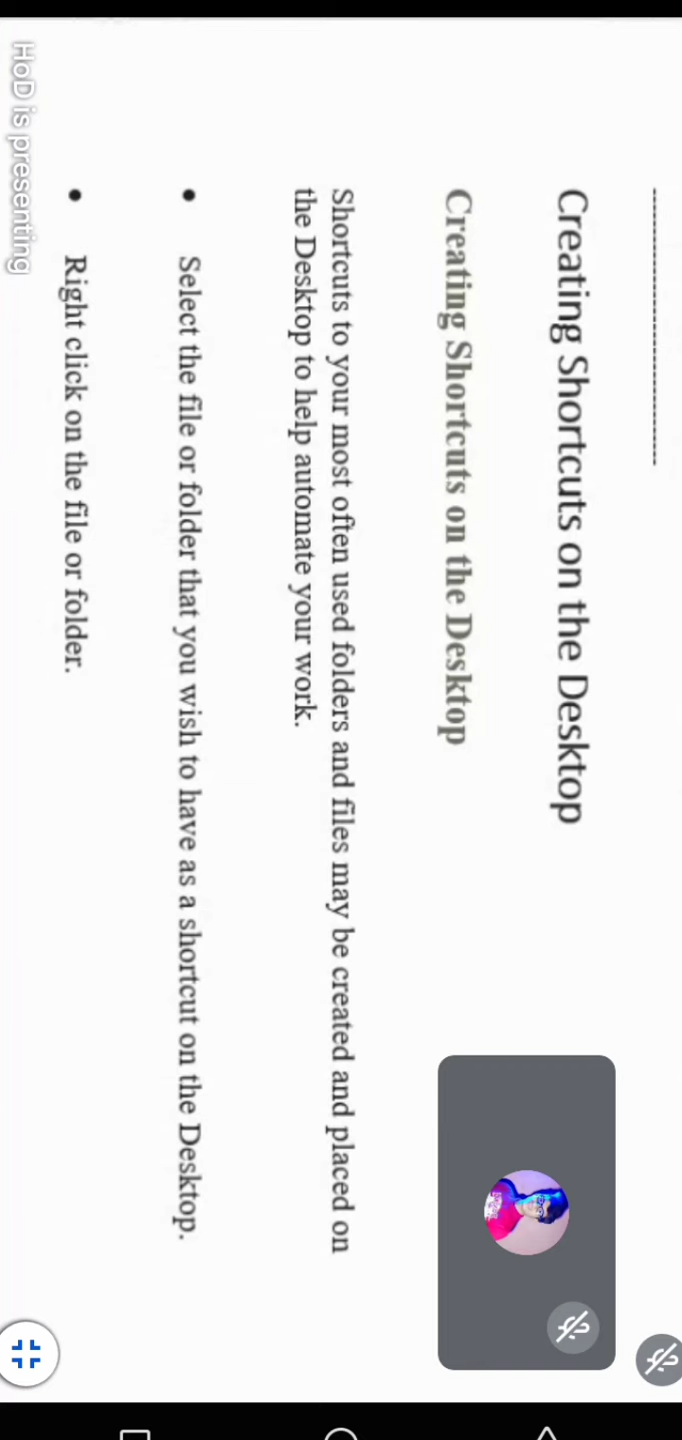 Creating Shortcuts on the Desktop
Creating Shortcuts on the Desktop
Shortcuts to your most often used folders and files may be created and placed on
the Desktop to help automate your work.
• Select the file or folder that you wish to have as a shortcut on the Desktop.
• Right click on the file or folder.
HoD is presenting